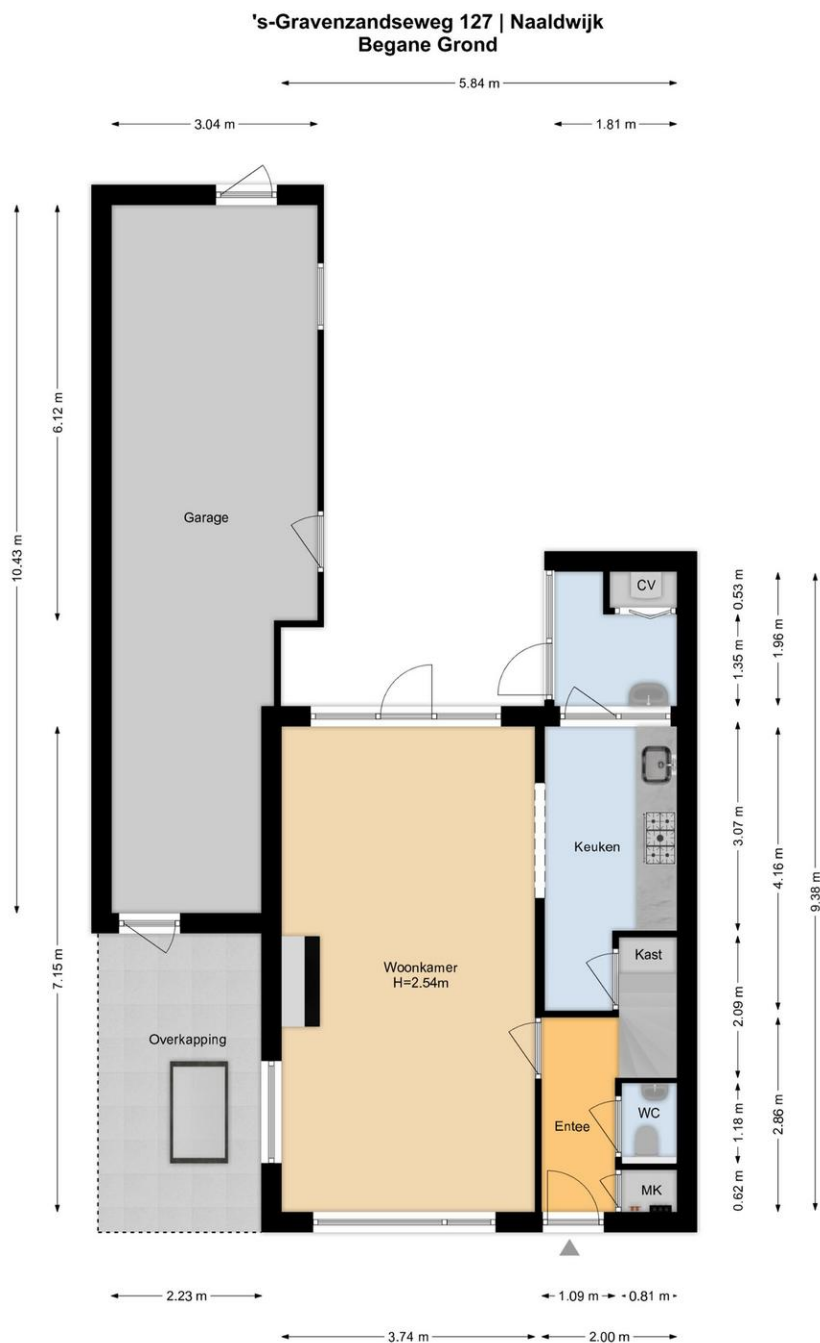 's-Gravenzandseweg 127 | Naaldwijk
Begane Grond
5.84 m
3.04 m
1.81 m
CV
0.53 m
1.35 m
1.96 m
6.12 m
10.43 m
Garage
Keuken
3.07 m
4.16 m
9.38 m
Kast
Woonkamer
H=2.54m
7.15 m
2.09 m
Overkapping
WC
Entee
1.18 m
2.86 m
MK
0.62 m
2.23 m
1.09 m
0.81 m
3.74 m
2.00 m